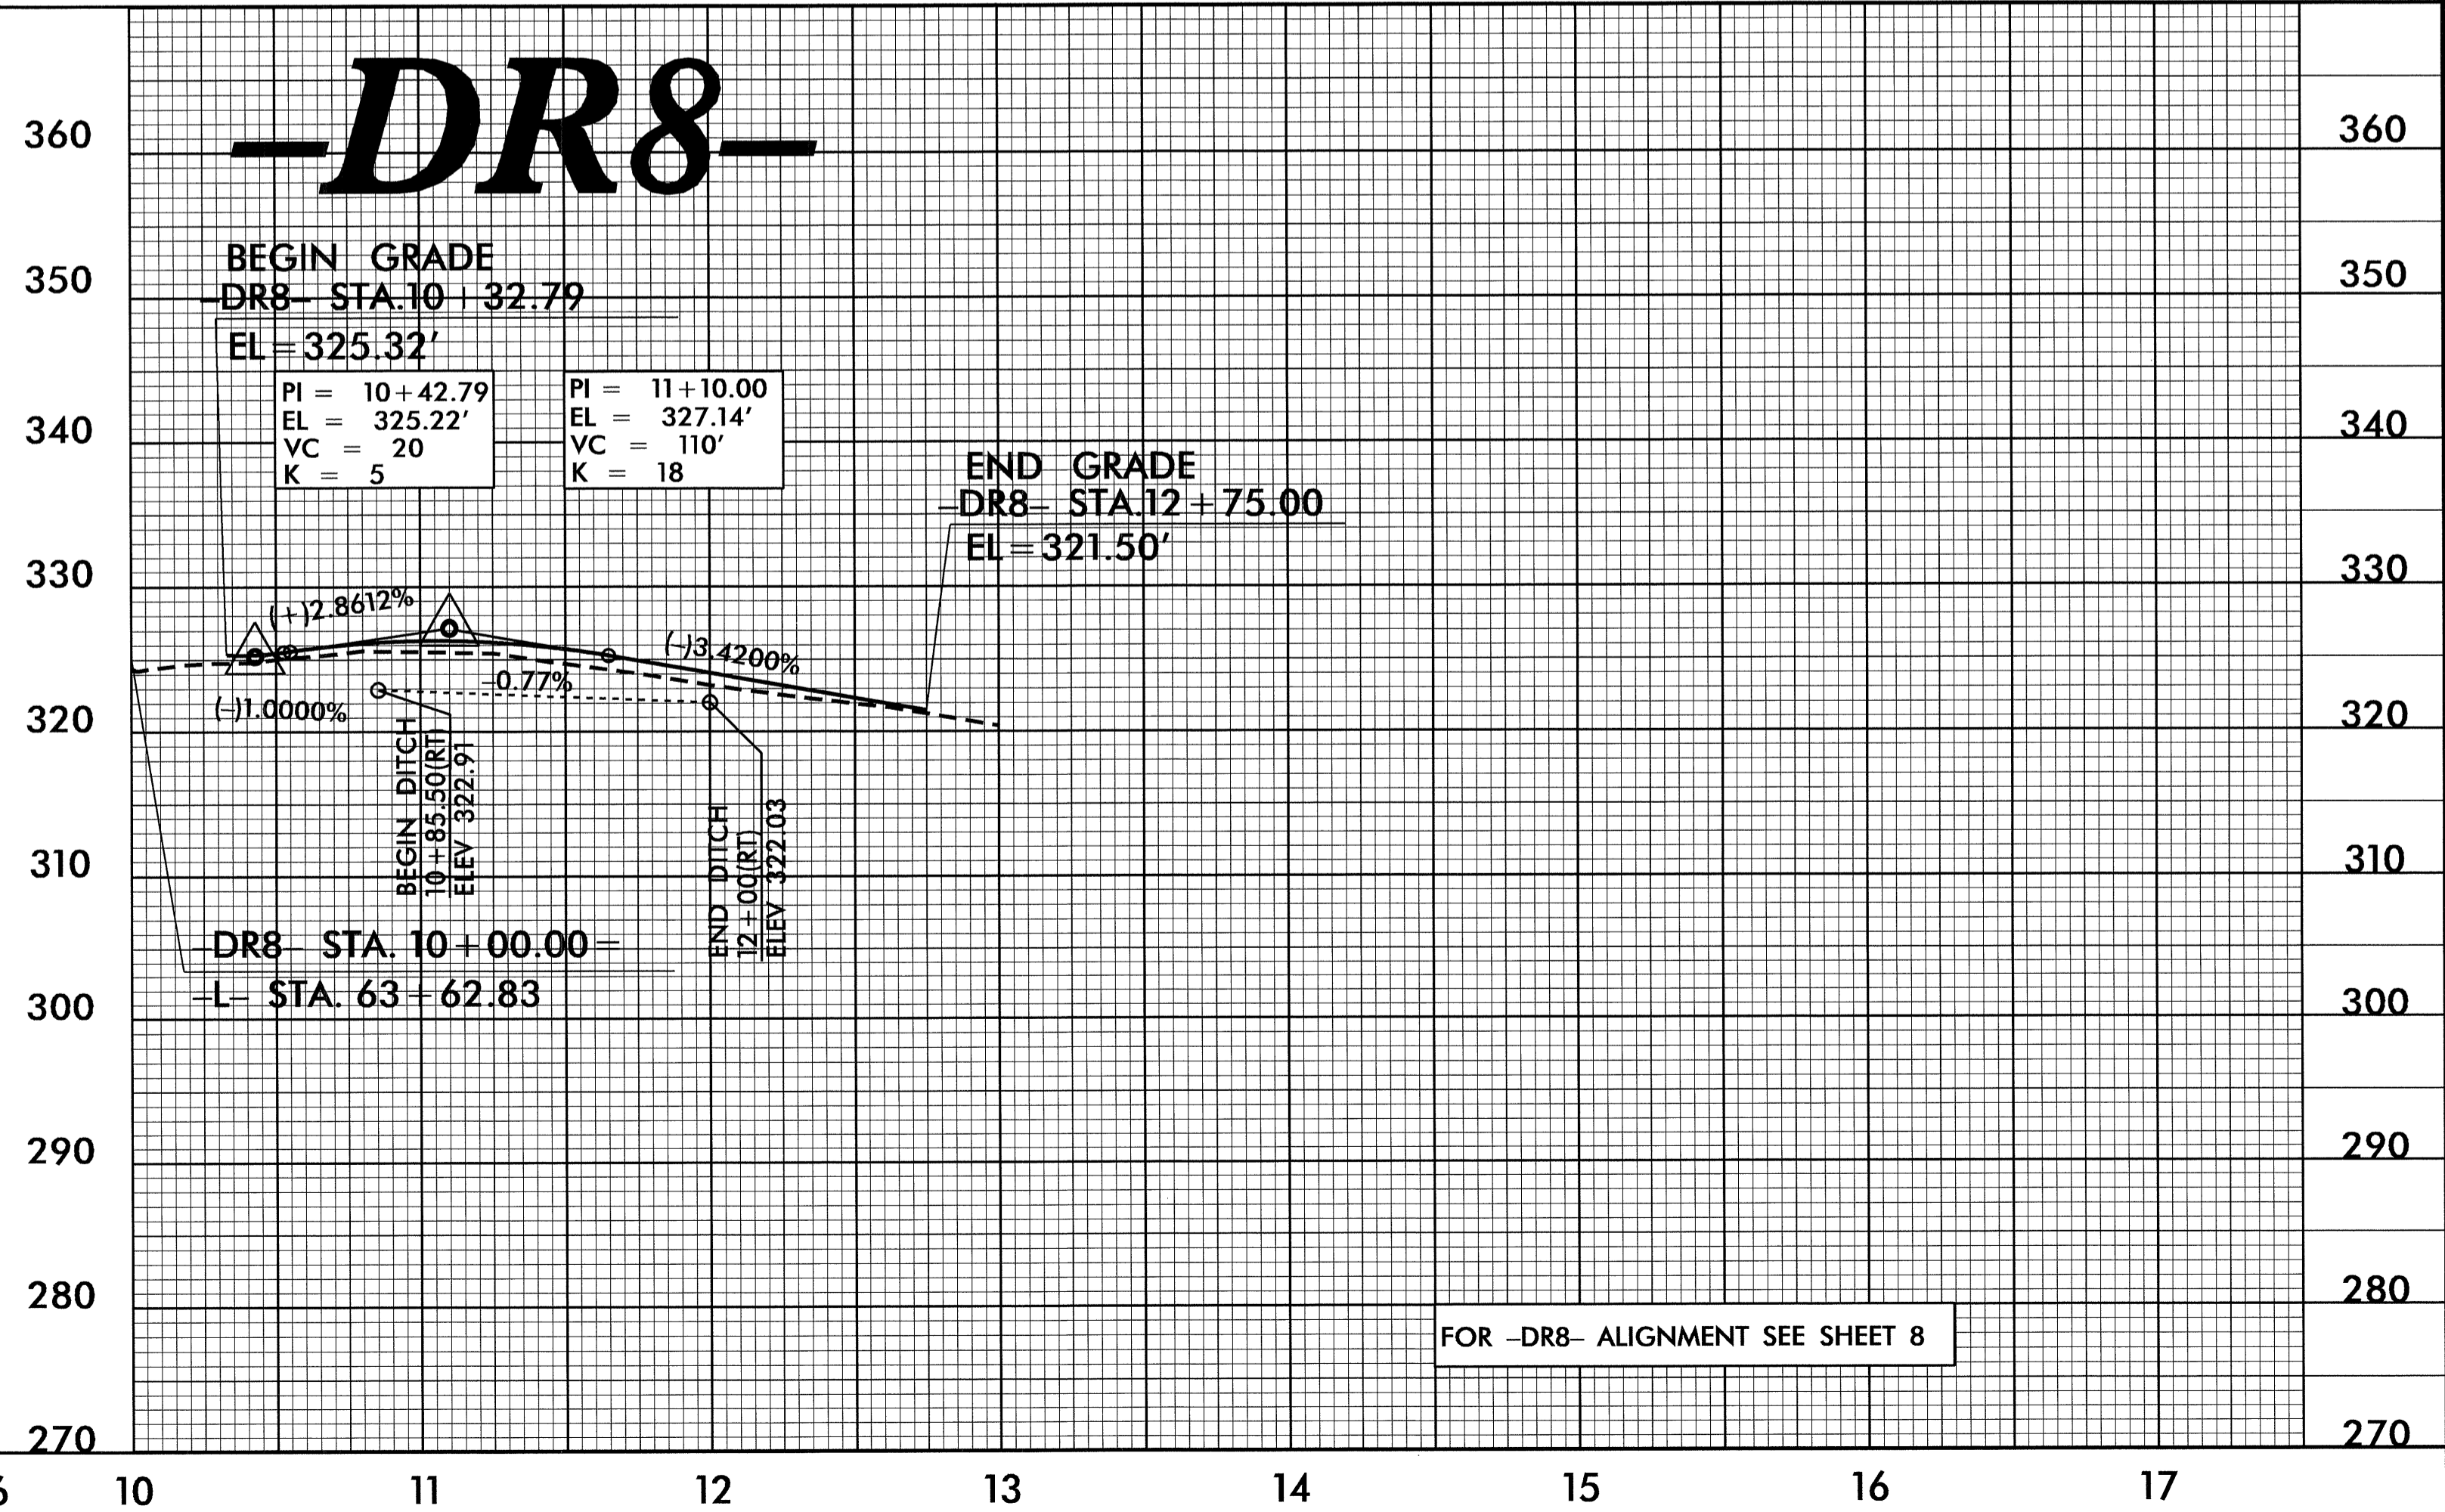 –DR8–
360 360
BEGIN GRADE
–DR8– STA.10+32.79
EL=325.32'
350 350
PI = 10+42.79
EL = 325.22'
VC = 20
K = 5
PI = 11+10.00
EL = 327.14'
VC = 110'
K = 18
340 340
END GRADE
–DR8– STA.12+75.00
EL=321.50'
330 330
(+)2.8612%
(–)3.4200%
–0.77%
(–)1.0000%
320 320
BEGIN DITCH
10+85.50(RT)
ELEV 322.91
END DITCH
12+00(RT)
ELEV 322.03
310 310
–DR8– STA. 10+00.00=
–L– STA. 63+62.83
300 300
290 290
280 280
FOR –DR8– ALIGNMENT SEE SHEET 8
270 270
10 11 12 13 14 15 16 17